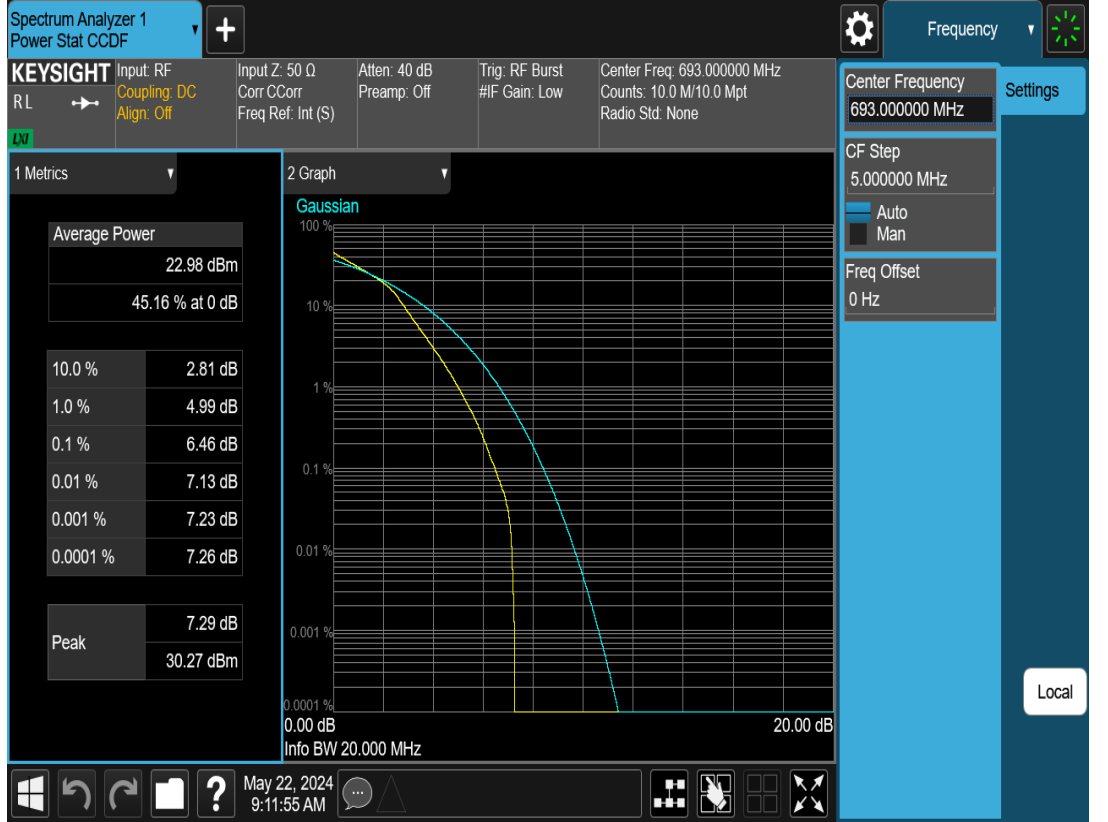 Spectrum Analyzer 1
Power Stat CCDF
+
Frequency
KEYSIGHT
RL
LXI
Input: RF
Coupling: DC
Align: Off
Input Z: 50 Ω
Corr CCorr
Freq Ref: Int (S)
Atten: 40 dB
Preamp: Off
Trig: RF Burst
#IF Gain: Low
Center Freq: 693.000000 MHz
Counts: 10.0 M/10.0 Mpt
Radio Std: None
Center Frequency
693.000000 MHz
Settings
CF Step
5.000000 MHz
Auto
Man
Freq Offset
0 Hz
1 Metrics
Average Power
22.98 dBm
45.16 % at 0 dB
10.0 % 2.81 dB
1.0 % 4.99 dB
0.1 % 6.46 dB
0.01 % 7.13 dB
0.001 % 7.23 dB
0.0001 % 7.26 dB
Peak
7.29 dB
30.27 dBm
2 Graph
Gaussian
100 %
10 %
1 %
0.1 %
0.01 %
0.001 %
0.0001 %
0.00 dB 20.00 dB
Info BW 20.000 MHz
Local
?
May 22, 2024
9:11:55 AM